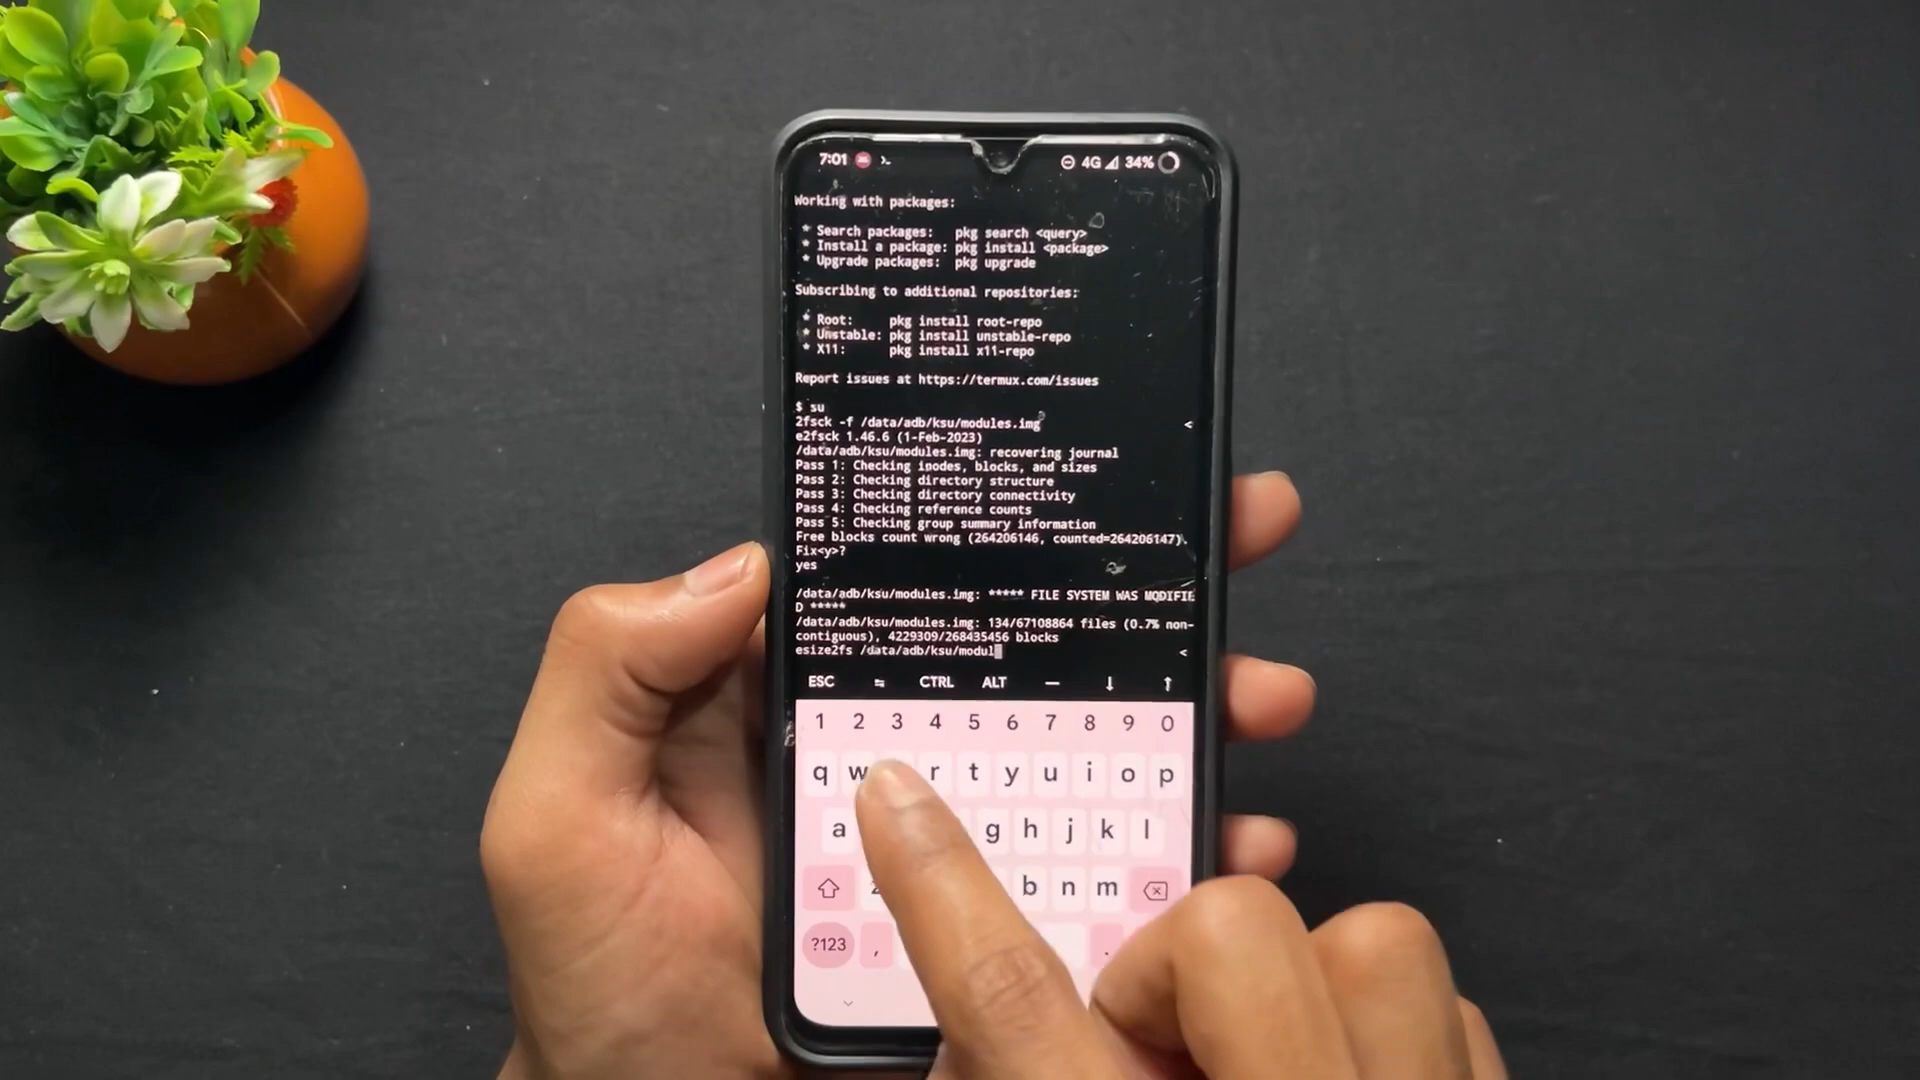 7:01 4G 34%
Working with packages:
* Search packages: pkg search <query>
* Install a package: pkg install <package>
* Upgrade packages: pkg upgrade
Subscribing to additional repositories:
* Root: pkg install root-repo
* Unstable: pkg install unstable-repo
* X11: pkg install x11-repo
Report issues at https://termux.com/issues
$ su
2fsck -f /data/adb/ksu/modules.img <
e2fsck 1.46.6 (1-Feb-2023)
/data/adb/ksu/modules.img: recovering journal
Pass 1: Checking inodes, blocks, and sizes
Pass 2: Checking directory structure
Pass 3: Checking directory connectivity
Pass 4: Checking reference counts
Pass 5: Checking group summary information
Free blocks count wrong (264206146, counted=264206147).
Fix<y>?
yes
/data/adb/ksu/modules.img: ***** FILE SYSTEM WAS MODIFIE
D *****
/data/adb/ksu/modules.img: 134/67108864 files (0.7% non-
contiguous), 4229309/268435456 blocks
esize2fs /data/adb/ksu/modul <
ESC CTRL ALT — ↓ ↑
1 2 3 4 5 6 7 8 9 0
q w r t y u i o p
a g h j k l
z b n m
?123 , .